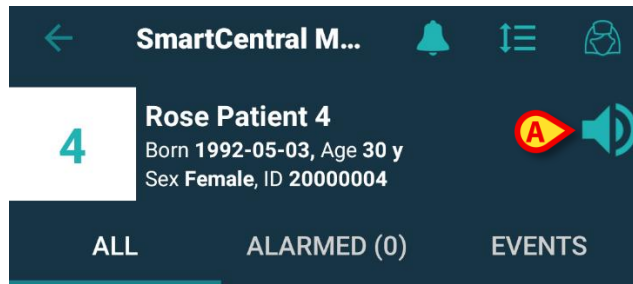 SmartCentral M...
4
Rose Patient 4
Born 1992-05-03, Age 30 y
Sex Female, ID 20000004
A
ALL
ALARMED (0)
EVENTS